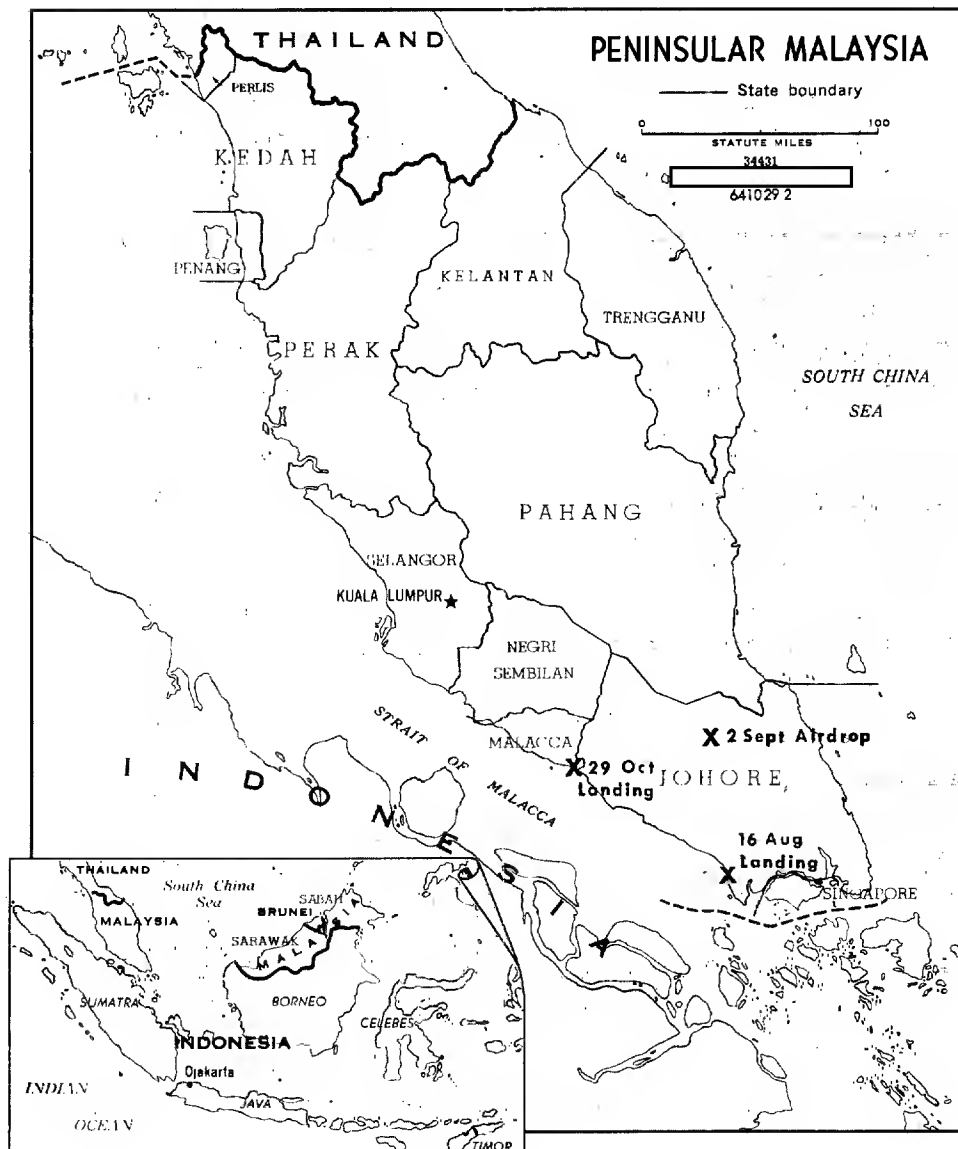 THAILAND
PENINSULAR MALAYSIA
State boundary
0 100
STATUTE MILES
34431
641029 2
PERLIS
KEDAH
PENANG
KELANTAN
TRENGGANU
PERAK
SOUTH CHINA
SEA
PAHANG
SELANGOR
KUALA LUMPUR
NEGRI
SEMBILAN
STRAIT
OF
MALACCA
MALACCA
X 2 Sept Airdrop
X 29 Oct
Landing
JOHORE
16 Aug
Landing
X
SINGAPORE
INDONESIA
THAILAND
South China
Sea
MALAYSIA
SABAH
BRUNEI
SARAWAK
MALAYSIA
SUMATRA
BORNEO
CELEBES
INDONESIA
Djakarta
JAVA
INDIAN
OCEAN
TIMOR